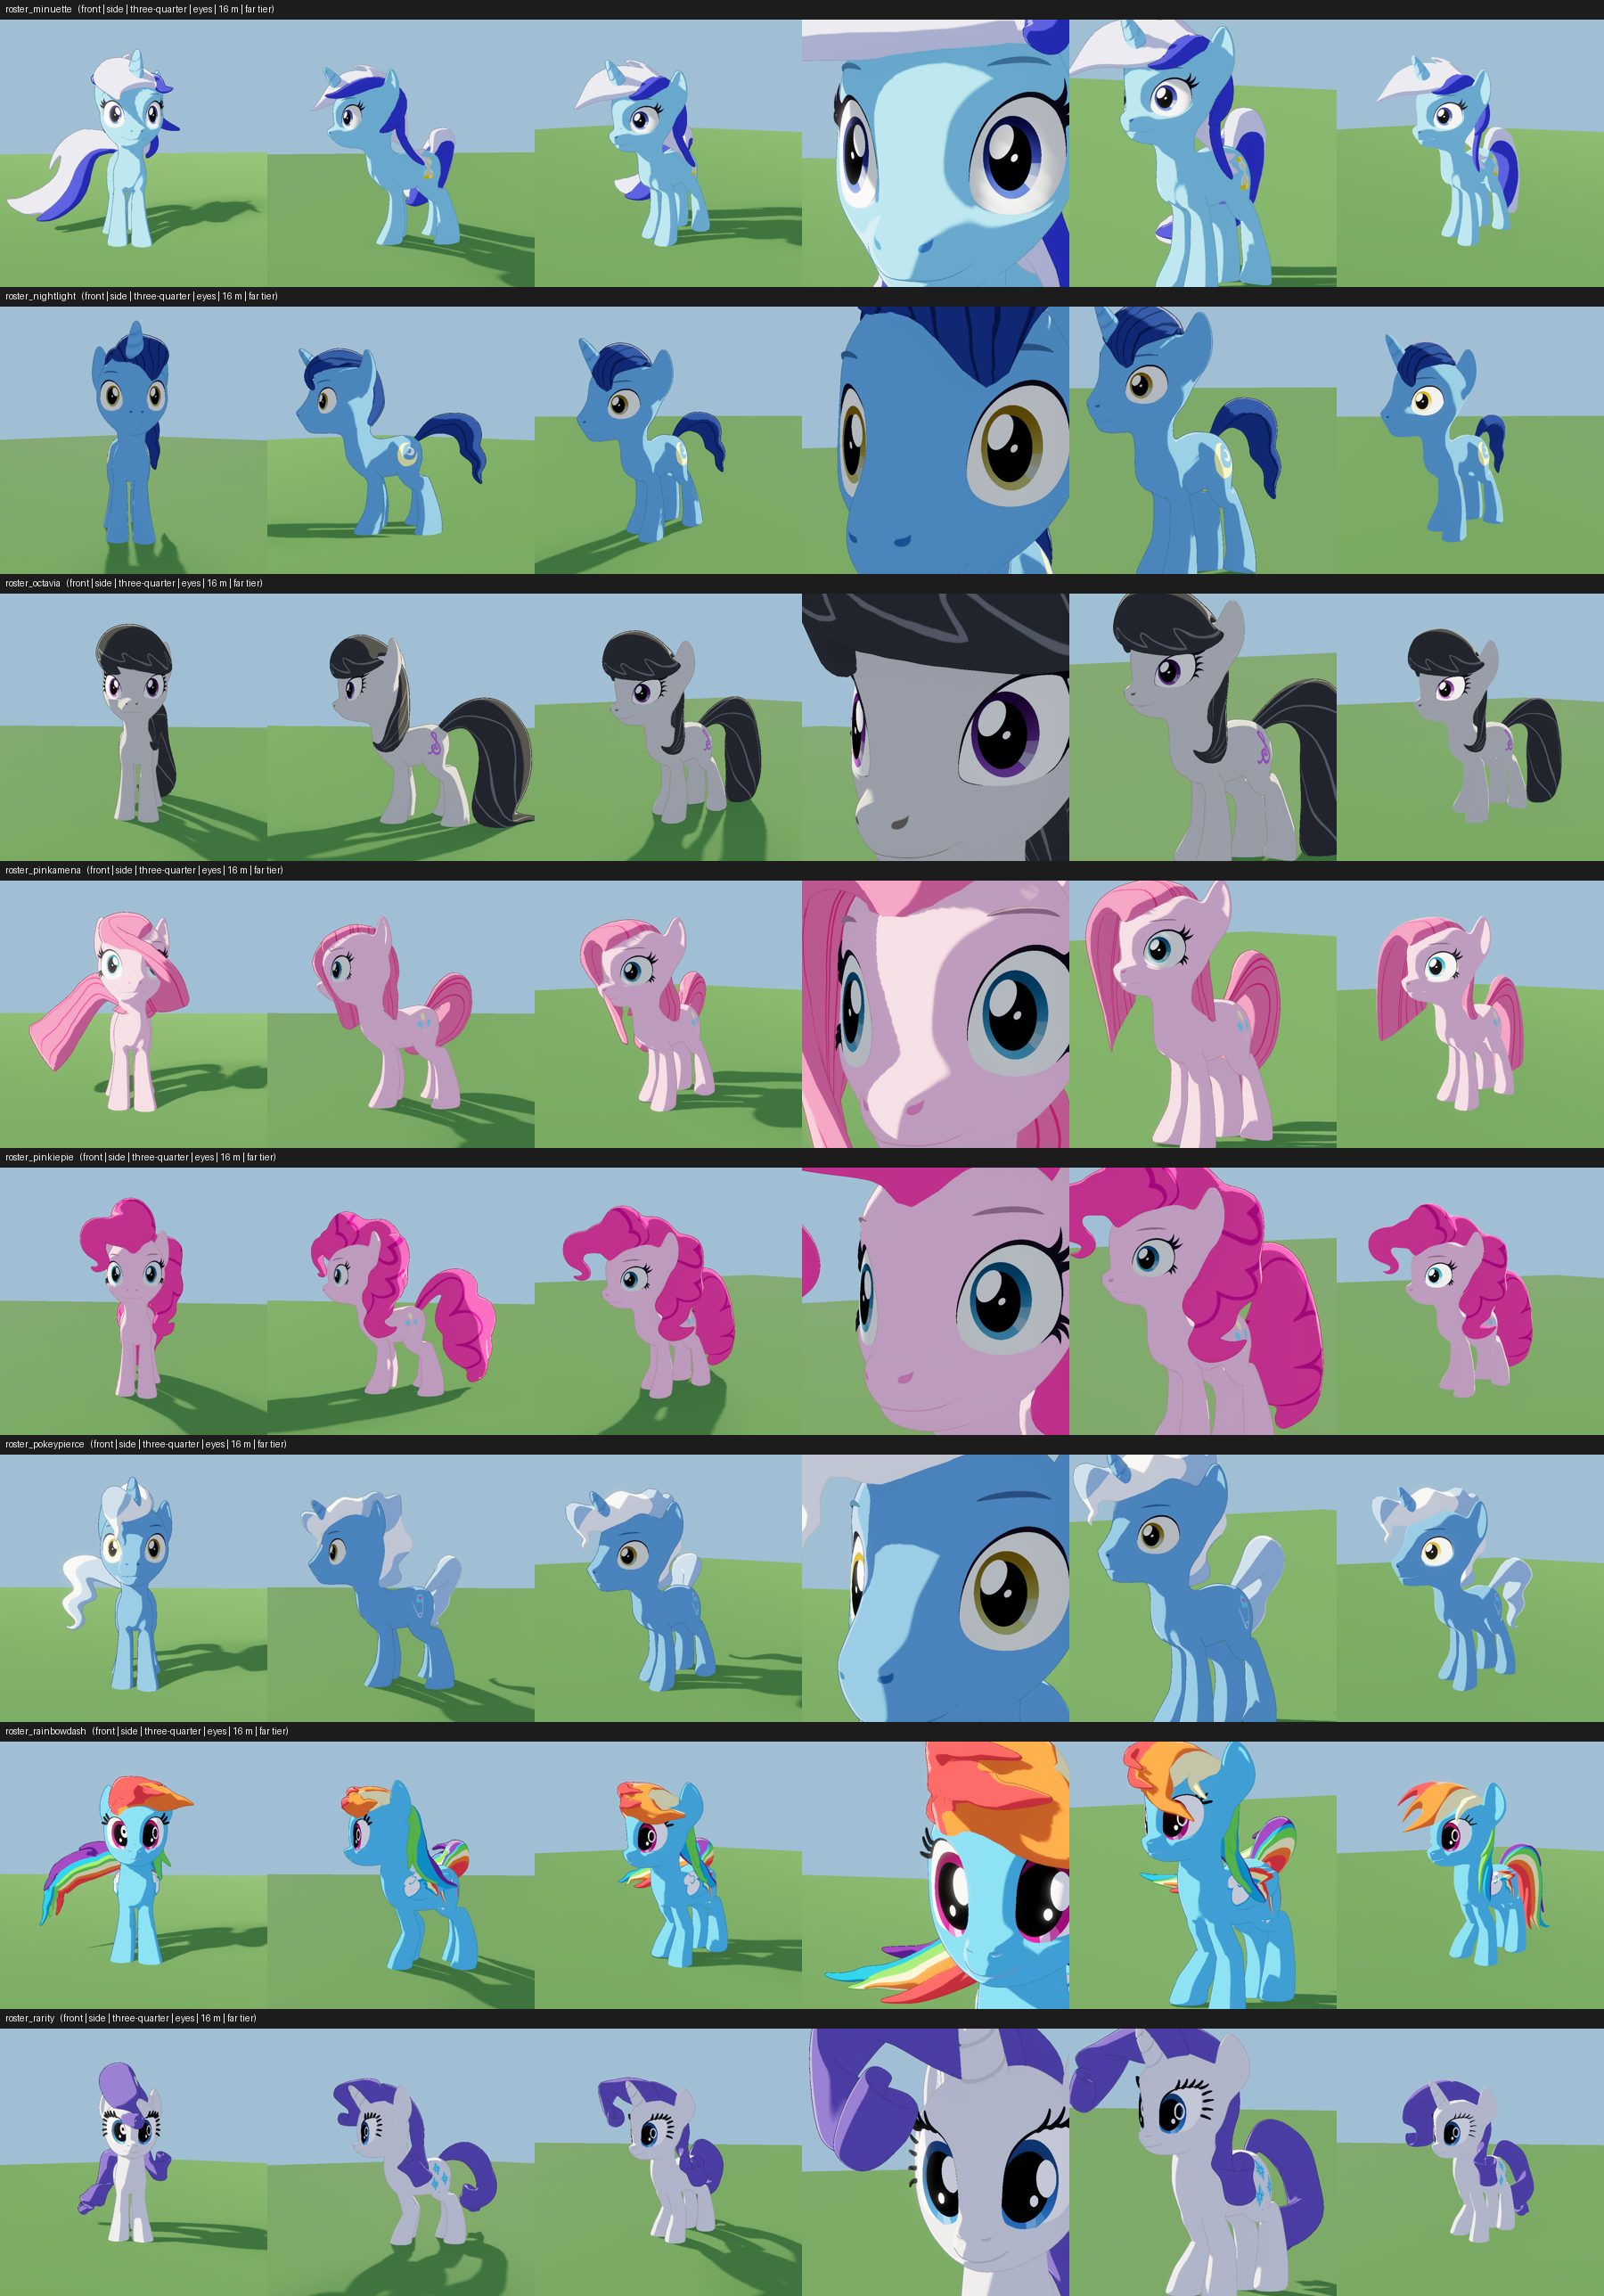 roster_minuette (front | side | three-quarter | eyes | 16 m | far tier)
roster_nightlight (front | side | three-quarter | eyes | 16 m | far tier)
roster_octavia (front | side | three-quarter | eyes | 16 m | far tier)
roster_pinkamena (front | side | three-quarter | eyes | 16 m | far tier)
roster_pinkiepie (front | side | three-quarter | eyes | 16 m | far tier)
roster_pokeypierce (front | side | three-quarter | eyes | 16 m | far tier)
roster_rainbowdash (front | side | three-quarter | eyes | 16 m | far tier)
roster_rarity (front | side | three-quarter | eyes | 16 m | far tier)